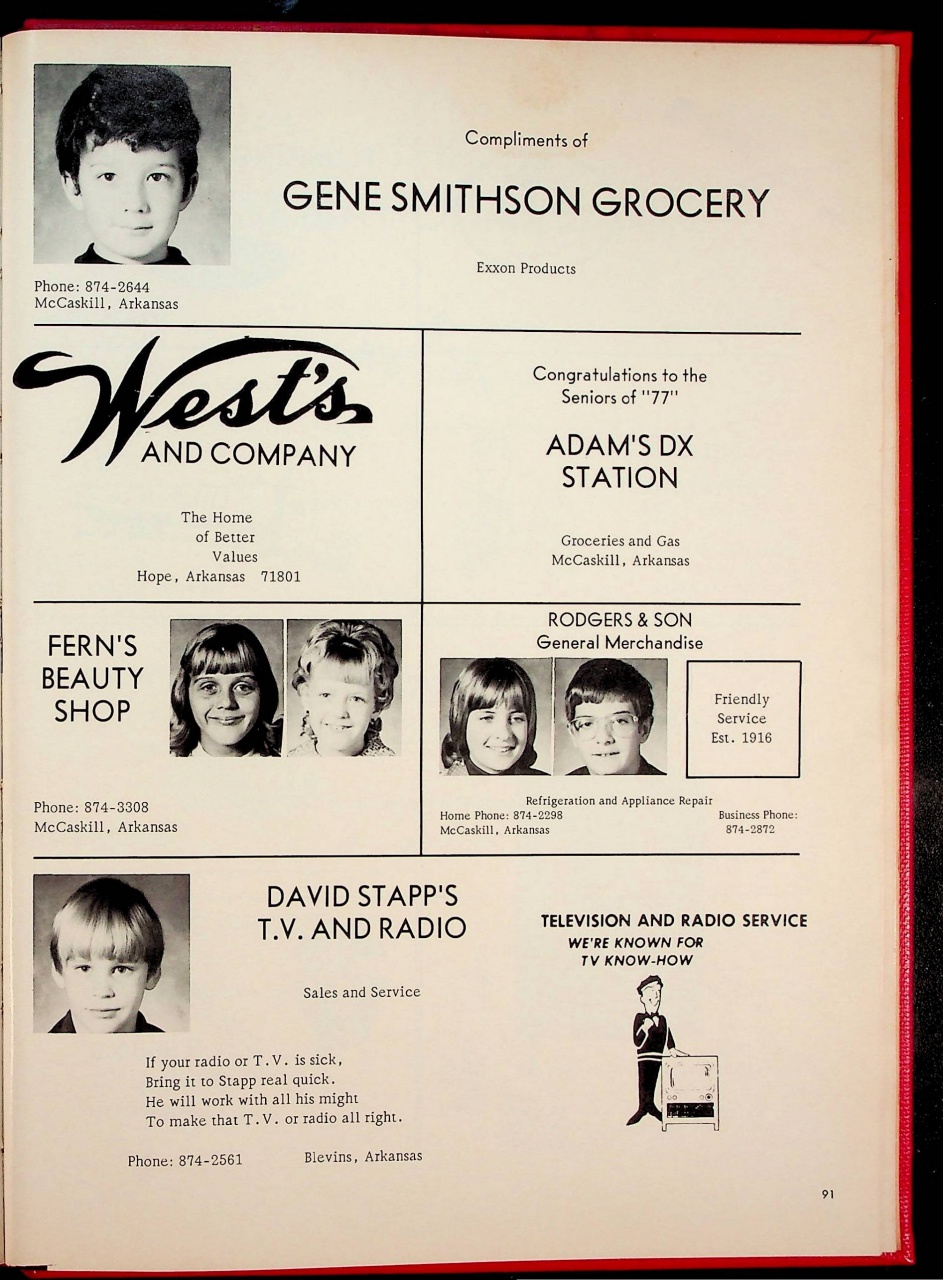 Compliments of
GENE SMITHSON GROCERY
Exxon Products
Phone: 874-2644
McCaskill, Arkansas
West's
AND COMPANY
The Home
of Better
Values
Hope, Arkansas 71801
Congratulations to the
Seniors of "77"
ADAM'S DX
STATION
Groceries and Gas
McCaskill, Arkansas
FERN'S
BEAUTY
SHOP
Phone: 874-3308
McCaskill, Arkansas
RODGERS & SON
General Merchandise
Friendly
Service
Est. 1916
Refrigeration and Appliance Repair
Home Phone: 874-2298
McCaskill, Arkansas
Business Phone:
874-2872
DAVID STAPP'S
T.V. AND RADIO
Sales and Service
TELEVISION AND RADIO SERVICE
WE'RE KNOWN FOR
TV KNOW-HOW
If your radio or T.V. is sick,
Bring it to Stapp real quick.
He will work with all his might
To make that T.V. or radio all right.
Phone: 874-2561 Blevins, Arkansas
91